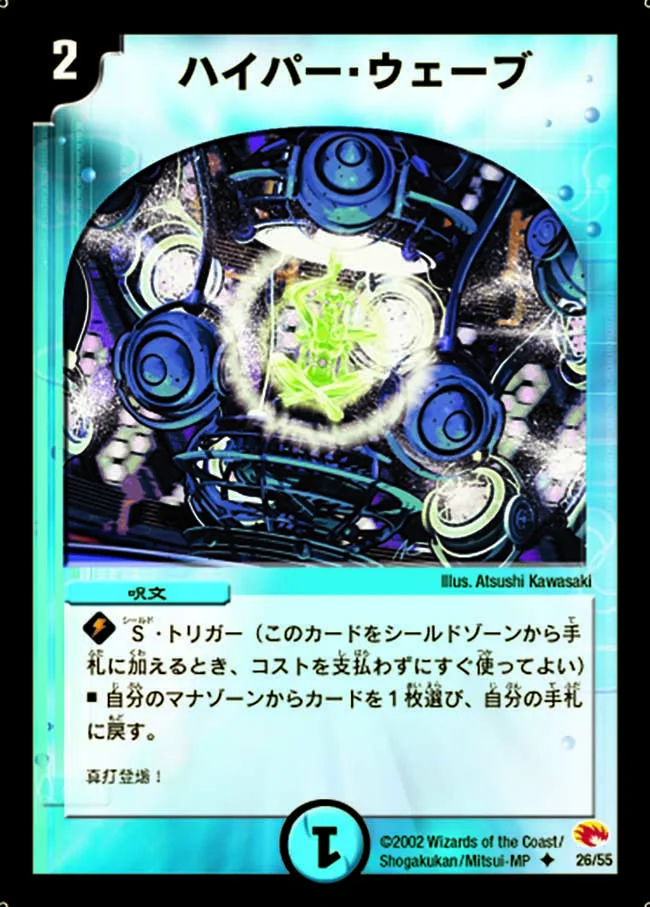 2
ハイパー・ウェーブ
Illus. Atsushi Kawasaki
呪文
S・トリガー（このカードをシールドゾーンから手
札に加えるとき、コストを支払わずにすぐ使ってよい）
■ 自分のマナゾーンからカードを1枚選び、自分の手札
に戻す。
真打登場！
1
©2002 Wizards of the Coast/
Shogakukan/Mitsui-MP ♦ 26/55